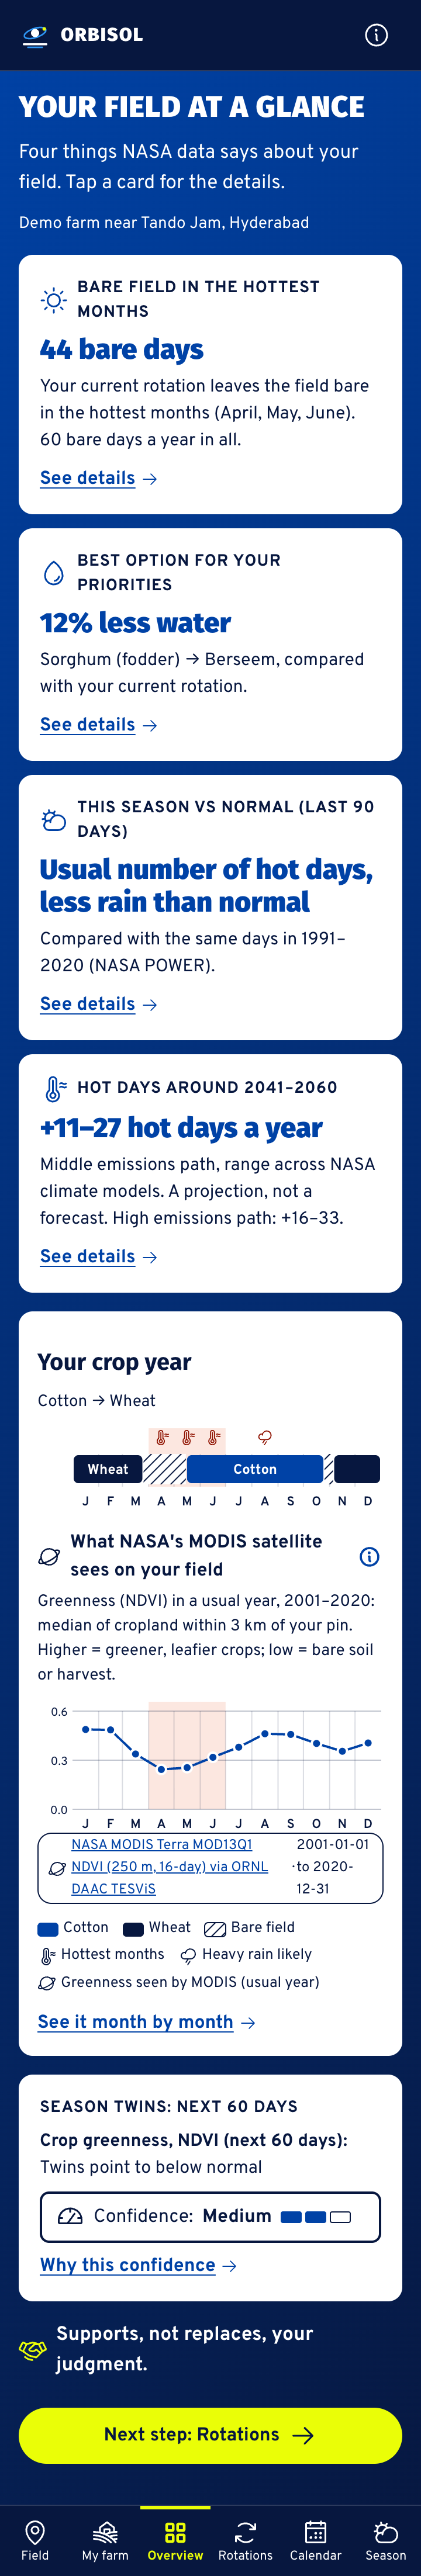 ORBISOL
YOUR FIELD AT A GLANCE
Four things NASA data says about your
field. Tap a card for the details.
Demo farm near Tando Jam, Hyderabad
BARE FIELD IN THE HOTTEST
MONTHS
44 bare days
Your current rotation leaves the field bare
in the hottest months (April, May, June).
60 bare days a year in all.
See details →
BEST OPTION FOR YOUR
PRIORITIES
12% less water
Sorghum (fodder) → Berseem, compared
with your current rotation.
See details →
THIS SEASON VS NORMAL (LAST 90
DAYS)
Usual number of hot days,
less rain than normal
Compared with the same days in 1991–
2020 (NASA POWER).
See details →
HOT DAYS AROUND 2041–2060
+11–27 hot days a year
Middle emissions path, range across NASA
climate models. A projection, not a
forecast. High emissions path: +16–33.
See details →
Your crop year
Cotton → Wheat
Wheat Cotton
J F M A M J J A S O N D
What NASA's MODIS satellite
sees on your field
Greenness (NDVI) in a usual year, 2001–2020:
median of cropland within 3 km of your pin.
Higher = greener, leafier crops; low = bare soil
or harvest.
0.6
0.3
0.0
J F M A M J J A S O N D
NASA MODIS Terra MOD13Q1
NDVI (250 m, 16-day) via ORNL
DAAC TESViS
2001-01-01
· to 2020-
12-31
Cotton Wheat Bare field
Hottest months Heavy rain likely
Greenness seen by MODIS (usual year)
See it month by month →
SEASON TWINS: NEXT 60 DAYS
Crop greenness, NDVI (next 60 days):
Twins point to below normal
Confidence: Medium
Why this confidence →
Supports, not replaces, your
judgment.
Next step: Rotations →
Field My farm Overview Rotations Calendar Season